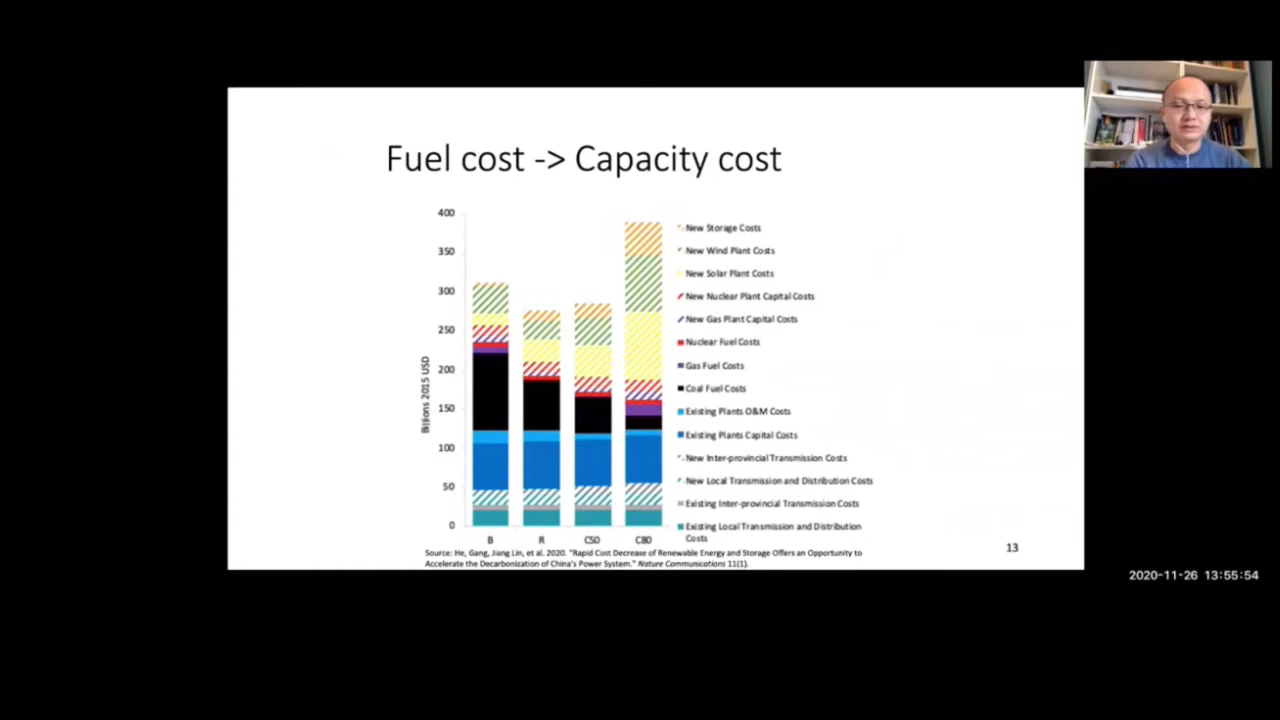 Fuel cost -> Capacity cost
400
350
300
250
200
150
100
50
0
Billions 2015 USD
B
R
C50
C80
New Storage Costs
New Wind Plant Costs
New Solar Plant Costs
New Nuclear Plant Capital Costs
New Gas Plant Capital Costs
Nuclear Fuel Costs
Gas Fuel Costs
Coal Fuel Costs
Existing Plants O&M Costs
Existing Plants Capital Costs
New Inter-provincial Transmission Costs
New Local Transmission and Distribution Costs
Existing Inter-provincial Transmission Costs
Existing Local Transmission and Distribution
Costs
Source: He, Gang, Jiang Lin, et al. 2020. "Rapid Cost Decrease of Renewable Energy and Storage Offers an Opportunity to
Accelerate the Decarbonization of China's Power System." Nature Communications 11(1).
13
2020-11-26 13:55:54